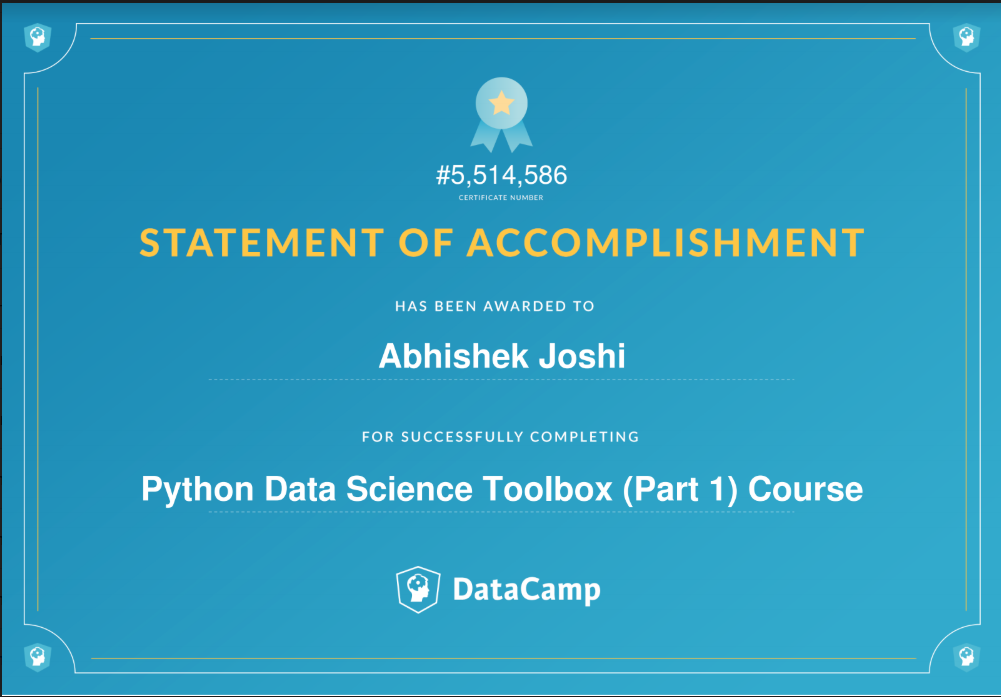 #5,514,586
CERTIFICATE NUMBER
STATEMENT OF ACCOMPLISHMENT
HAS BEEN AWARDED TO
Abhishek Joshi
FOR SUCCESSFULLY COMPLETING
Python Data Science Toolbox (Part 1) Course
DataCamp